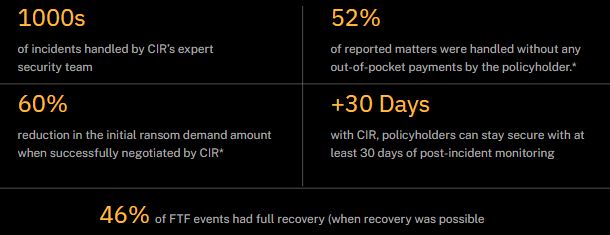 1000s
of incidents handled by CIR's expert
security team
52%
of reported matters were handled without any
out-of-pocket payments by the policyholder.*
60%
reduction in the initial ransom demand amount
when successfully negotiated by CIR*
+30 Days
with CIR, policyholders can stay secure with at
least 30 days of post-incident monitoring
46% of FTF events had full recovery (when recovery was possible